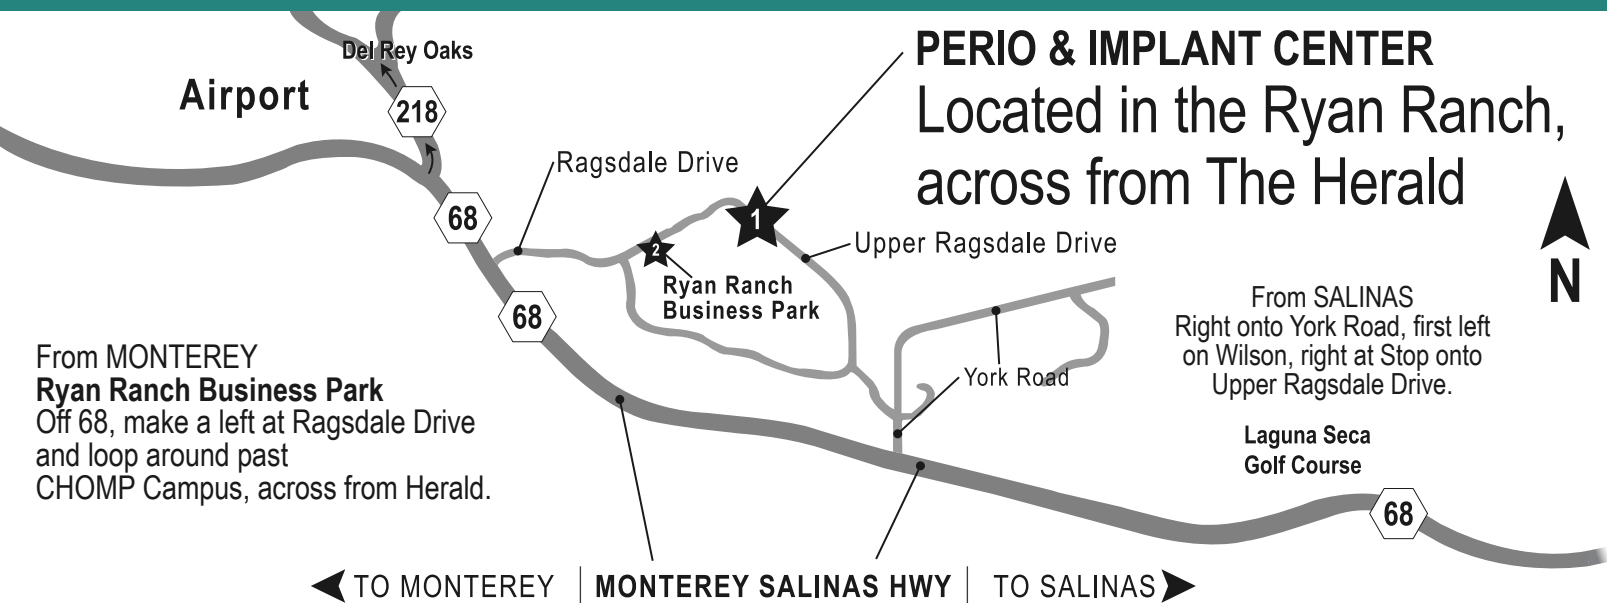 PERIO & IMPLANT CENTER
Located in the Ryan Ranch,
across from The Herald
Del Rey Oaks
Airport
218
Ragsdale Drive
68
1
Upper Ragsdale Drive
2
Ryan Ranch
Business Park
68
N
From SALINAS
Right onto York Road, first left
on Wilson, right at Stop onto
Upper Ragsdale Drive.
From MONTEREY
Ryan Ranch Business Park
Off 68, make a left at Ragsdale Drive
and loop around past
CHOMP Campus, across from Herald.
York Road
Laguna Seca
Golf Course
68
TO MONTEREY | MONTEREY SALINAS HWY | TO SALINAS